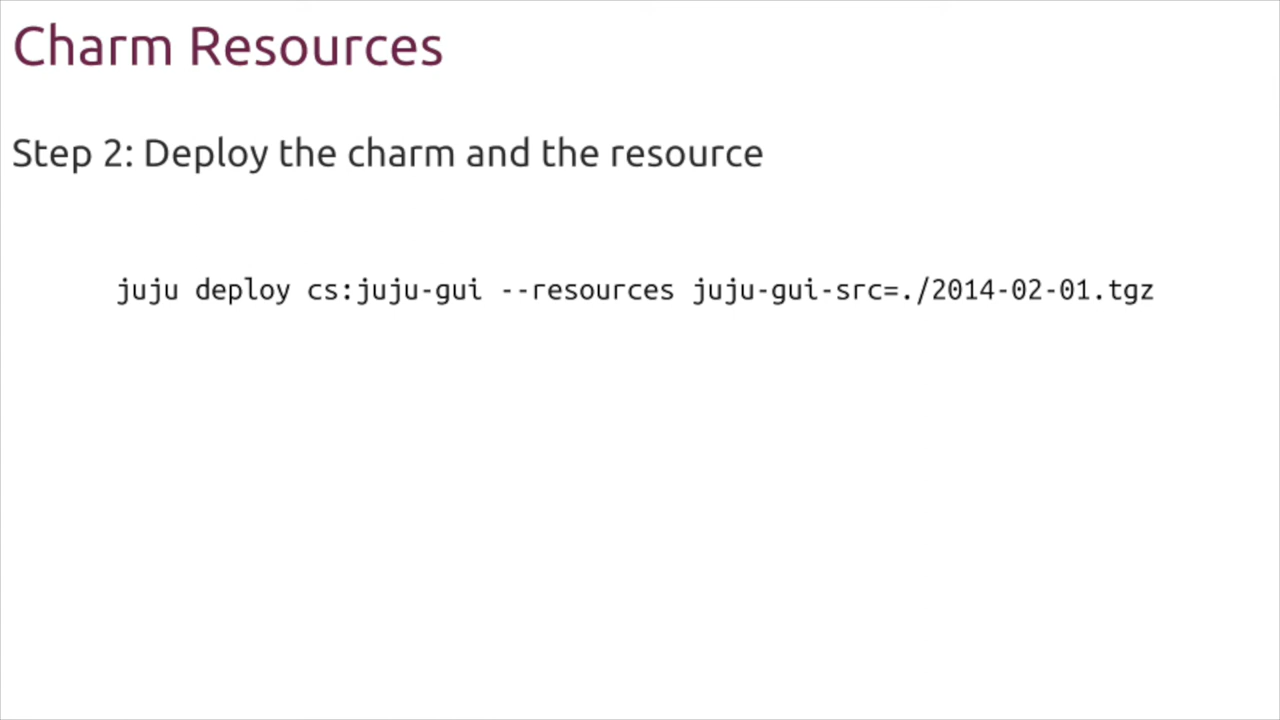 Charm Resources
Step 2: Deploy the charm and the resource
juju deploy cs:juju-gui --resources juju-gui-src=./2014-02-01.tgz